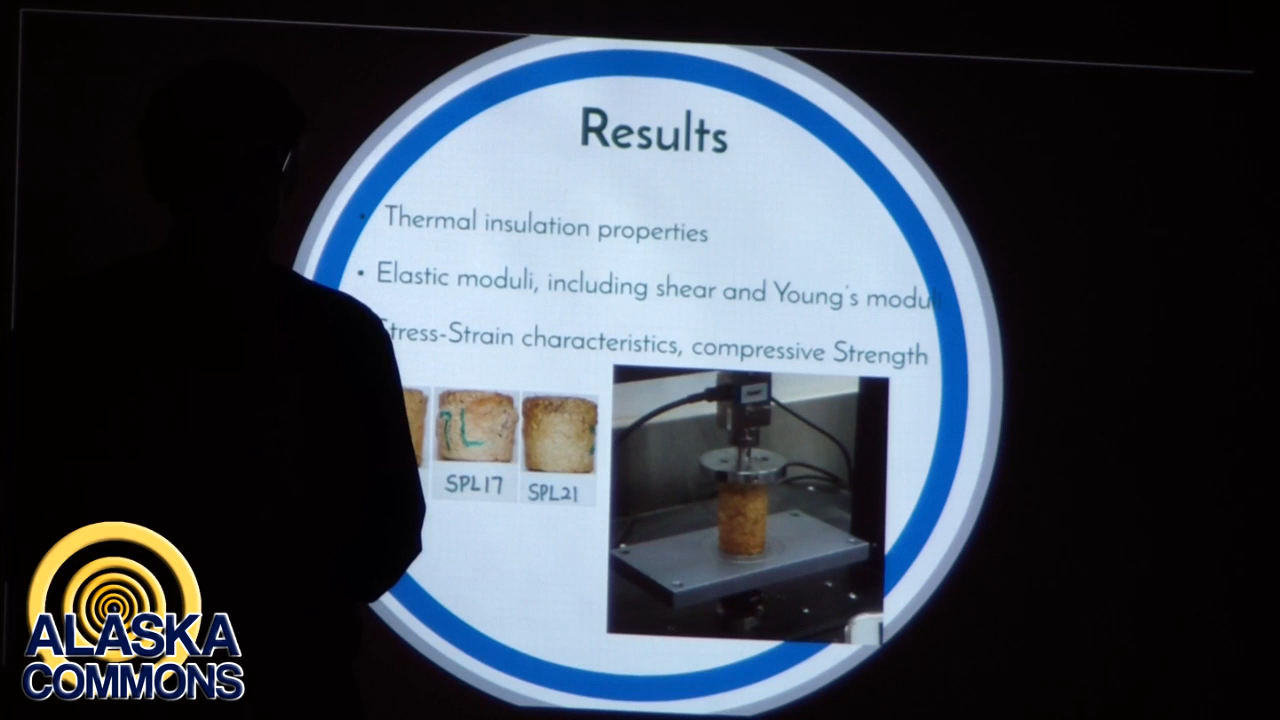 Results
• Thermal insulation properties
• Elastic moduli, including shear and Young's moduli
Stress-Strain characteristics, compressive Strength
SPL17
SPL21
ALASKA
COMMONS